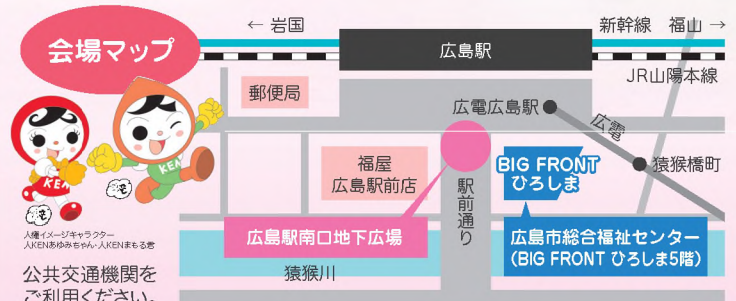 会場マップ
← 岩国
新幹線 福山 →
広島駅
JR山陽本線
郵便局
広電広島駅
広電
猿猴橋町
福屋
広島駅前店
BIG FRONT
ひろしま
駅前通り
広島駅南口地下広場
広島市総合福祉センター
(BIG FRONT ひろしま5階)
猿猴川
KEN
KEN
人権イメージキャラクター
人KENあゆみちゃん・人KENまもる君
公共交通機関を
ご利用ください。